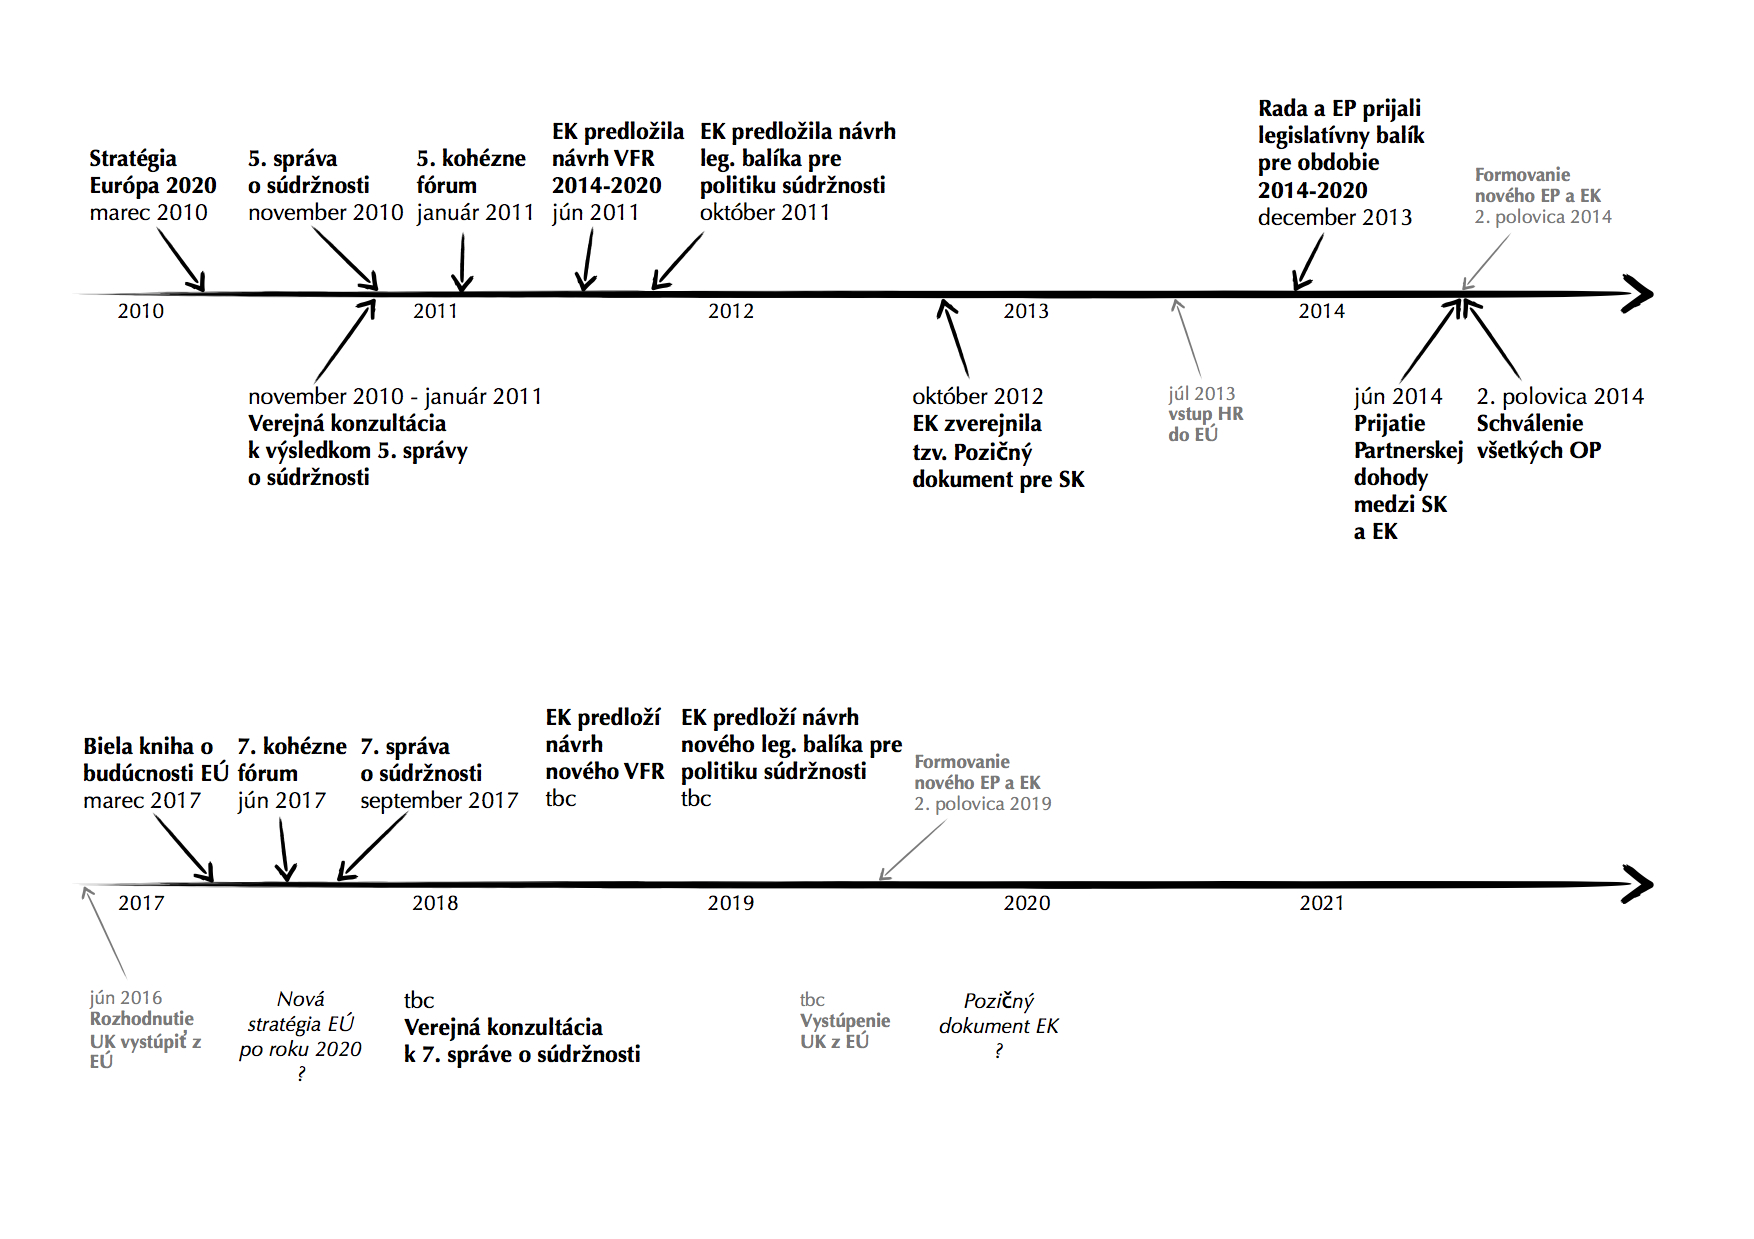 Stratégia
Európa 2020
marec 2010
5. správa
o súdržnosti
november 2010
5. kohézne
fórum
január 2011
EK predložila
návrh VFR
2014-2020
jún 2011
EK predložila návrh
leg. balíka pre
politiku súdržnosti
október 2011
Rada a EP prijali
legislatívny balík
pre obdobie
2014-2020
december 2013
Formovanie
nového EP a EK
2. polovica 2014
2010
2011
2012
2013
2014
november 2010 - január 2011
Verejná konzultácia
k výsledkom 5. správy
o súdržnosti
október 2012
EK zverejnila
tzv. Pozičný
dokument pre SK
júl 2013
vstup HR
do EÚ
jún 2014
Prijatie
Partnerskej
dohody
medzi SK
a EK
2. polovica 2014
Schválenie
všetkých OP
Biela kniha o
budúcnosti EÚ
marec 2017
7. kohézne
fórum
jún 2017
7. správa
o súdržnosti
september 2017
EK predloží
návrh
nového VFR
tbc
EK predloží návrh
nového leg. balíka pre
politiku súdržnosti
tbc
Formovanie
nového EP a EK
2. polovica 2019
2017
2018
2019
2020
2021
jún 2016
Rozhodnutie
UK vystúpiť z
EÚ
Nová
stratégia EÚ
po roku 2020
?
tbc
Verejná konzultácia
k 7. správe o súdržnosti
tbc
Vystúpenie
UK z EÚ
Pozičný
dokument EK
?